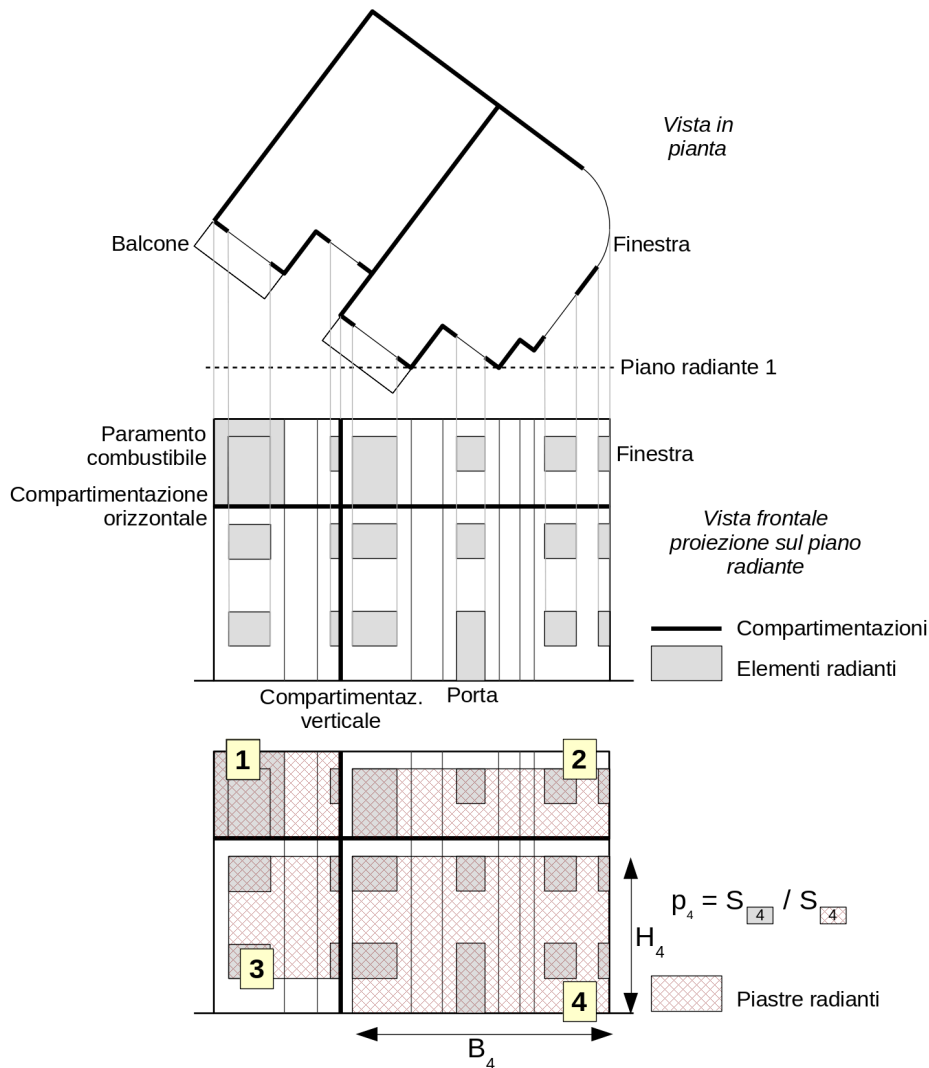 Vista in
pianta
Balcone
Finestra
Piano radiante 1
Paramento
combustibile
Finestra
Compartimentazione
orizzontale
Vista frontale
proiezione sul piano
radiante
Compartimentazioni
Elementi radianti
Compartimentaz.
verticale
Porta
1
2
p4 = S4 / S4
H4
3
4
Piastre radianti
B4